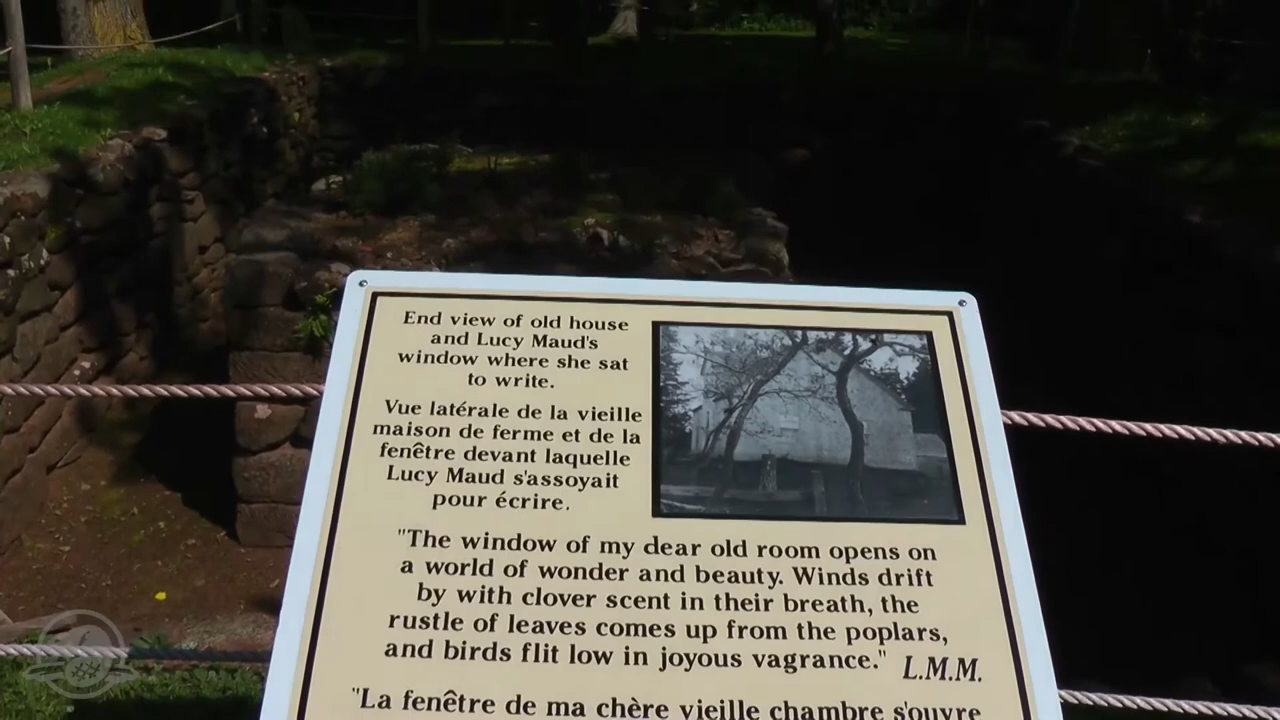 End view of old house
and Lucy Maud's
window where she sat
to write.
Vue latérale de la vieille
maison de ferme et de la
fenêtre devant laquelle
Lucy Maud s'assoyait
pour écrire.
"The window of my dear old room opens on
a world of wonder and beauty. Winds drift
by with clover scent in their breath, the
rustle of leaves comes up from the poplars,
and birds flit low in joyous vagrance."
L.M.M.
"La fenêtre de ma chère vieille chambre s'ouvre